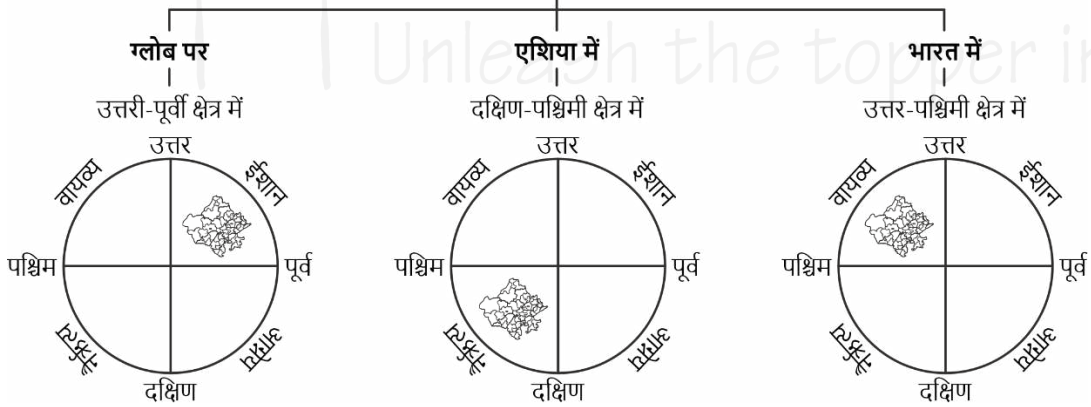 Unleash the topper in
ग्लोब पर
एशिया में
भारत में
उत्तरी-पूर्वी क्षेत्र में
दक्षिण-पश्चिमी क्षेत्र में
उत्तर-पश्चिमी क्षेत्र में
उत्तर
वायव्य
ईशान
पश्चिम
पूर्व
नैऋत्य
आग्नेय
दक्षिण
उत्तर
ईशान
पश्चिम
पूर्व
नैऋत्य
आग्नेय
दक्षिण
उत्तर
वायव्य
ईशान
पश्चिम
पूर्व
नैऋत्य
आग्नेय
दक्षिण